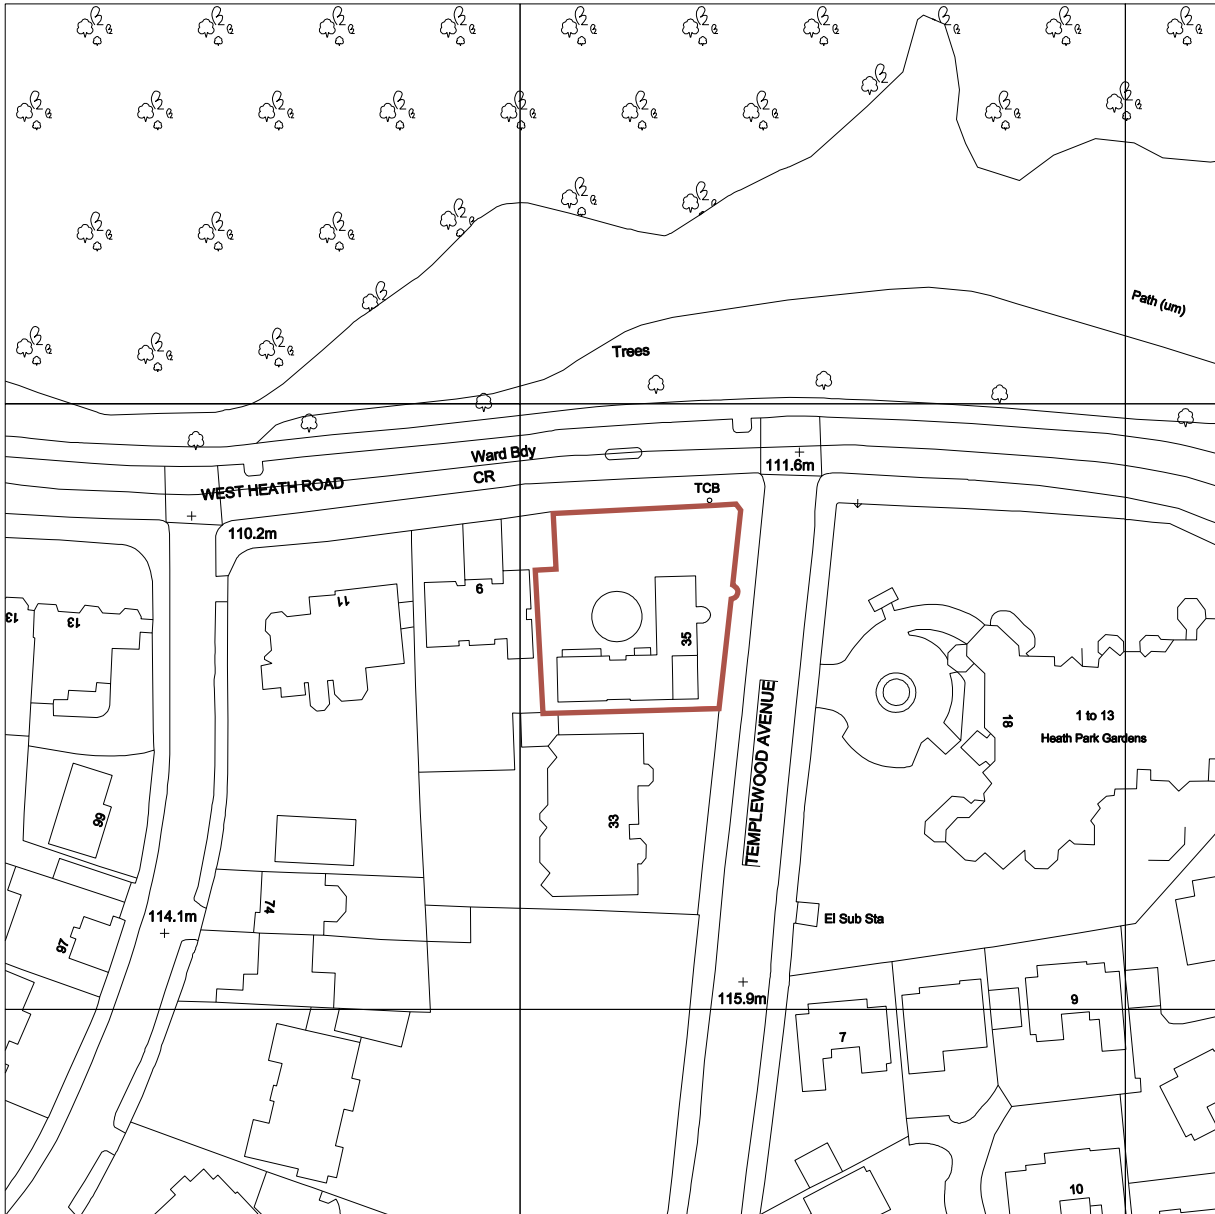 Path (um)
Trees
Ward Bdy
CR
WEST HEATH ROAD
111.6m
TCB
110.2m
9
11
13
13
35
TEMPLEWOOD AVENUE
18
1 to 13
Heath Park Gardens
33
99
74
114.1m
97
El Sub Sta
115.9m
9
7
10